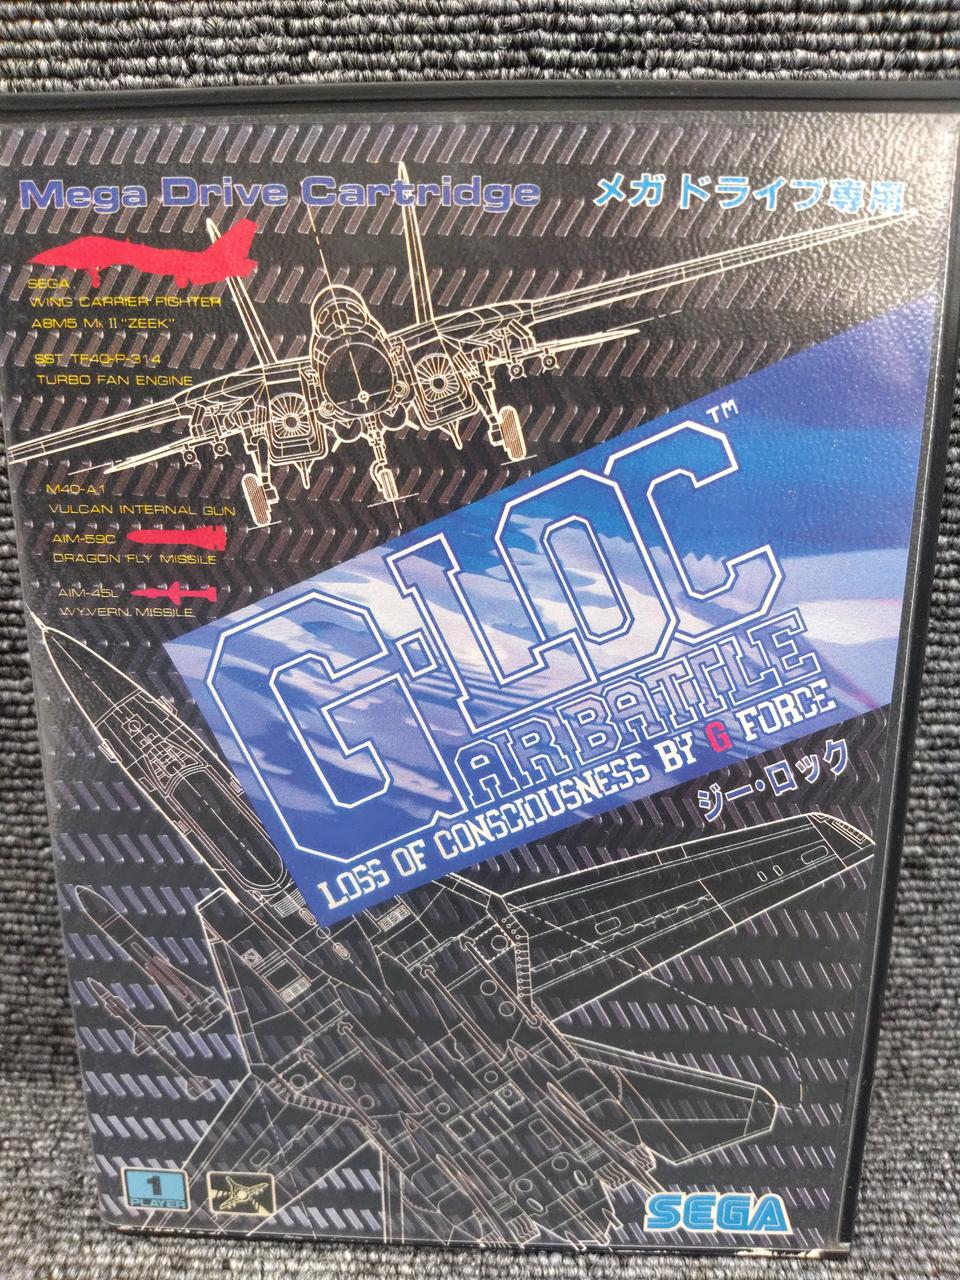 Mega Drive Cartridge
メガドライブ専用
SEGA
WING CARRIER FIGHTER
A8M5 Mk II "ZEEK"
SST TF40-P-314
TURBO FAN ENGINE
M40-A1
VULCAN INTERNAL GUN
AIM-59C
DRAGON FLY MISSILE
AIM-45L
WYVERN MISSILE
G-LOC TM
AIR BATTLE
LOSS OF CONSCIOUSNESS BY G FORCE
ジー・ロック
1
PLAYER
SEGA